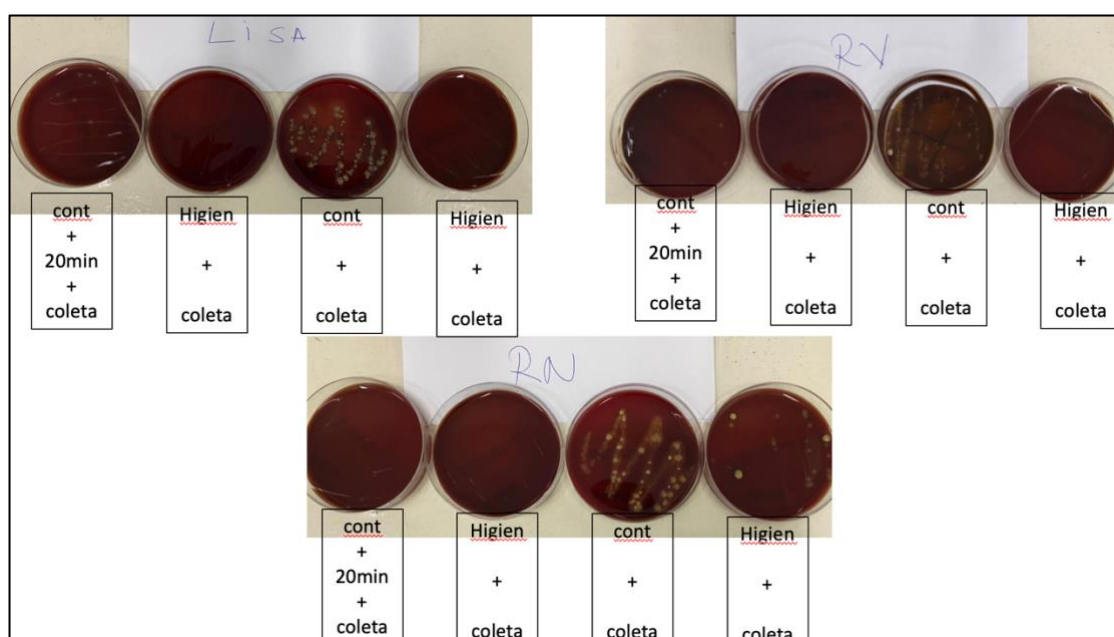 LiSA
cont
+
20min
+
coleta
Higien
+
coleta
cont
+
coleta
Higien
+
coleta
RV
cont
+
20min
+
coleta
Higien
+
coleta
cont
+
coleta
Higien
+
coleta
RN
cont
+
20min
+
coleta
Higien
+
coleta
cont
+
coleta
Higien
+
coleta